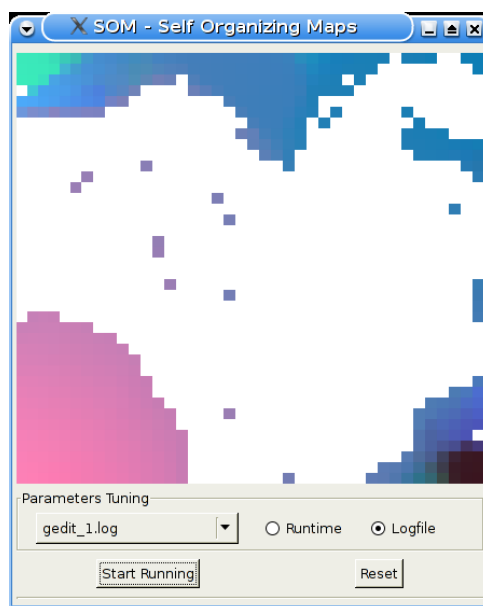 SOM - Self Organizing Maps
Parameters Tuning
gedit_1.log Runtime Logfile
Start Running Reset